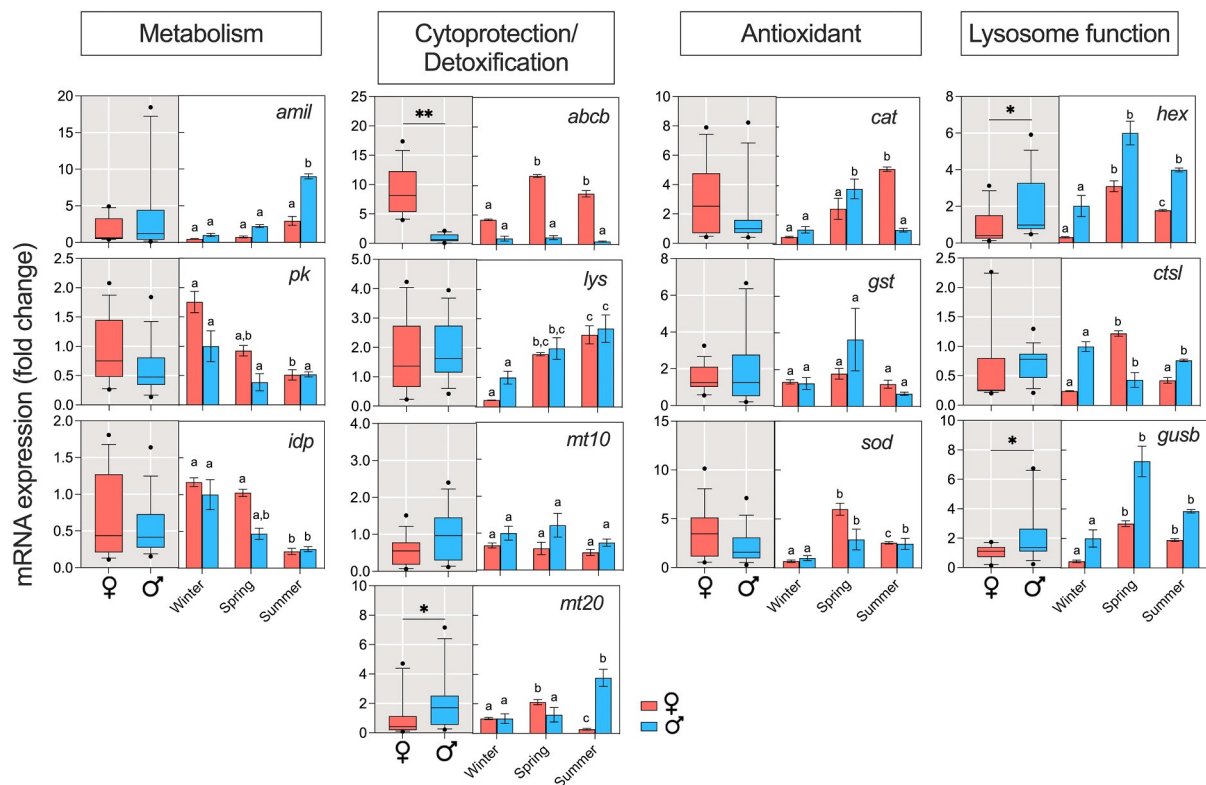 Metabolism
Cytoprotection/
Detoxification
Antioxidant
Lysosome function
mRNA expression (fold change)
20
15
10
5
0
amil
a a a a b b
2.5
2.0
1.5
1.0
0.5
0.0
pk
a a a,b a b a
2.0
1.5
1.0
0.5
0.0
idp
a a a a,b b b
♀ ♂ Winter Spring Summer
25
20
15
10
5
0
**
abcb
a a b a b a
5.0
4.0
3.0
2.0
1.0
0.0
lys
a a b,c b,c c c
4.0
3.0
2.0
1.0
0.0
mt10
a a a a a a
10
8
6
4
2
0
*
mt20
a a b a c b
♀ ♂ Winter Spring Summer
10
8
6
4
2
0
cat
a a a b c a
8
6
4
2
0
gst
a a a a a a
15
10
5
0
sod
a a b b c b
♀ ♂ Winter Spring Summer
8
6
4
2
0
*
hex
a a b b c b
2.5
2.0
1.5
1.0
0.5
0.0
ctsl
a a b b c b
10
8
6
4
2
0
*
gusb
a a b b c b
♀ ♂ Winter Spring Summer
♀
♂